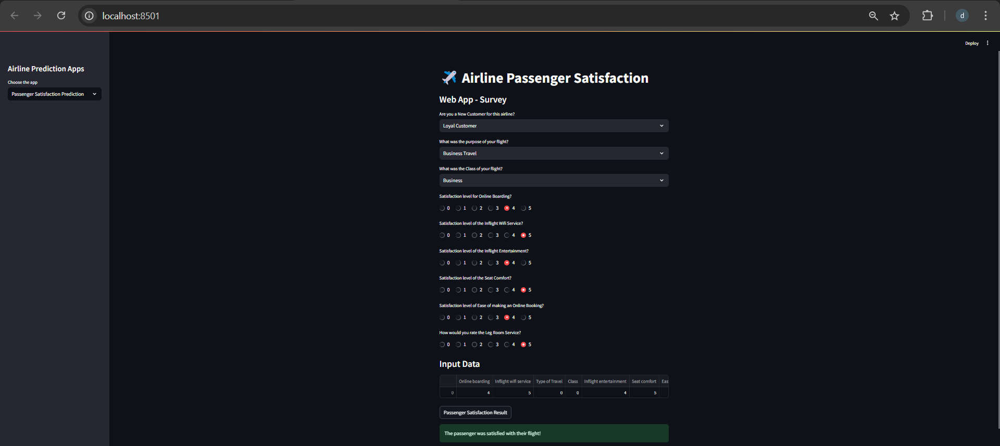 localhost:8501
d
Deploy
Airline Prediction Apps
Choose the app
Passenger Satisfaction Prediction
Airline Passenger Satisfaction
Web App - Survey
Are you a New Customer for this airline?
Loyal Customer
What was the purpose of your flight?
Business Travel
What was the Class of your flight?
Business
Satisfaction level for Online Boarding?
0 1 2 3 4 5
Satisfaction level of the Inflight Wifi Service?
0 1 2 3 4 5
Satisfaction level of the Inflight Entertainment?
0 1 2 3 4 5
Satisfaction level of the Seat Comfort?
0 1 2 3 4 5
Satisfaction level of Ease of making an Online Booking?
0 1 2 3 4 5
How would you rate the Leg Room Service?
0 1 2 3 4 5
Input Data
Online boarding Inflight wifi service Type of Travel Class Inflight entertainment Seat comfort Eas
0 4 5 0 0 4 5
Passenger Satisfaction Result
The passenger was satisfied with their flight!